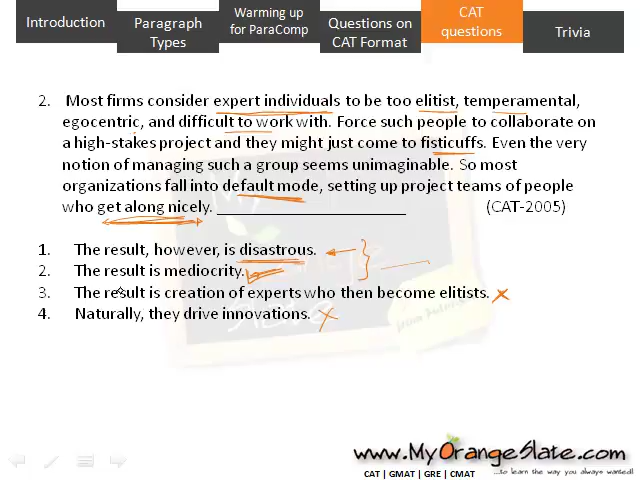 Introduction
Paragraph
Types
Warming up
for ParaComp
Questions on
CAT Format
CAT
questions
Trivia
2. Most firms consider expert individuals to be too elitist, temperamental,
egocentric, and difficult to work with. Force such people to collaborate on
a high-stakes project and they might just come to fisticuffs. Even the very
notion of managing such a group seems unimaginable. So most
organizations fall into default mode, setting up project teams of people
who get along nicely. ____________________________ (CAT-2005)
1. The result, however, is disastrous.
2. The result is mediocrity.
3. The result is creation of experts who then become elitists.
4. Naturally, they drive innovations.
www.MyOrangeSlate.com
CAT | GMAT | GRE | CMAT ...to learn the way you always wanted!